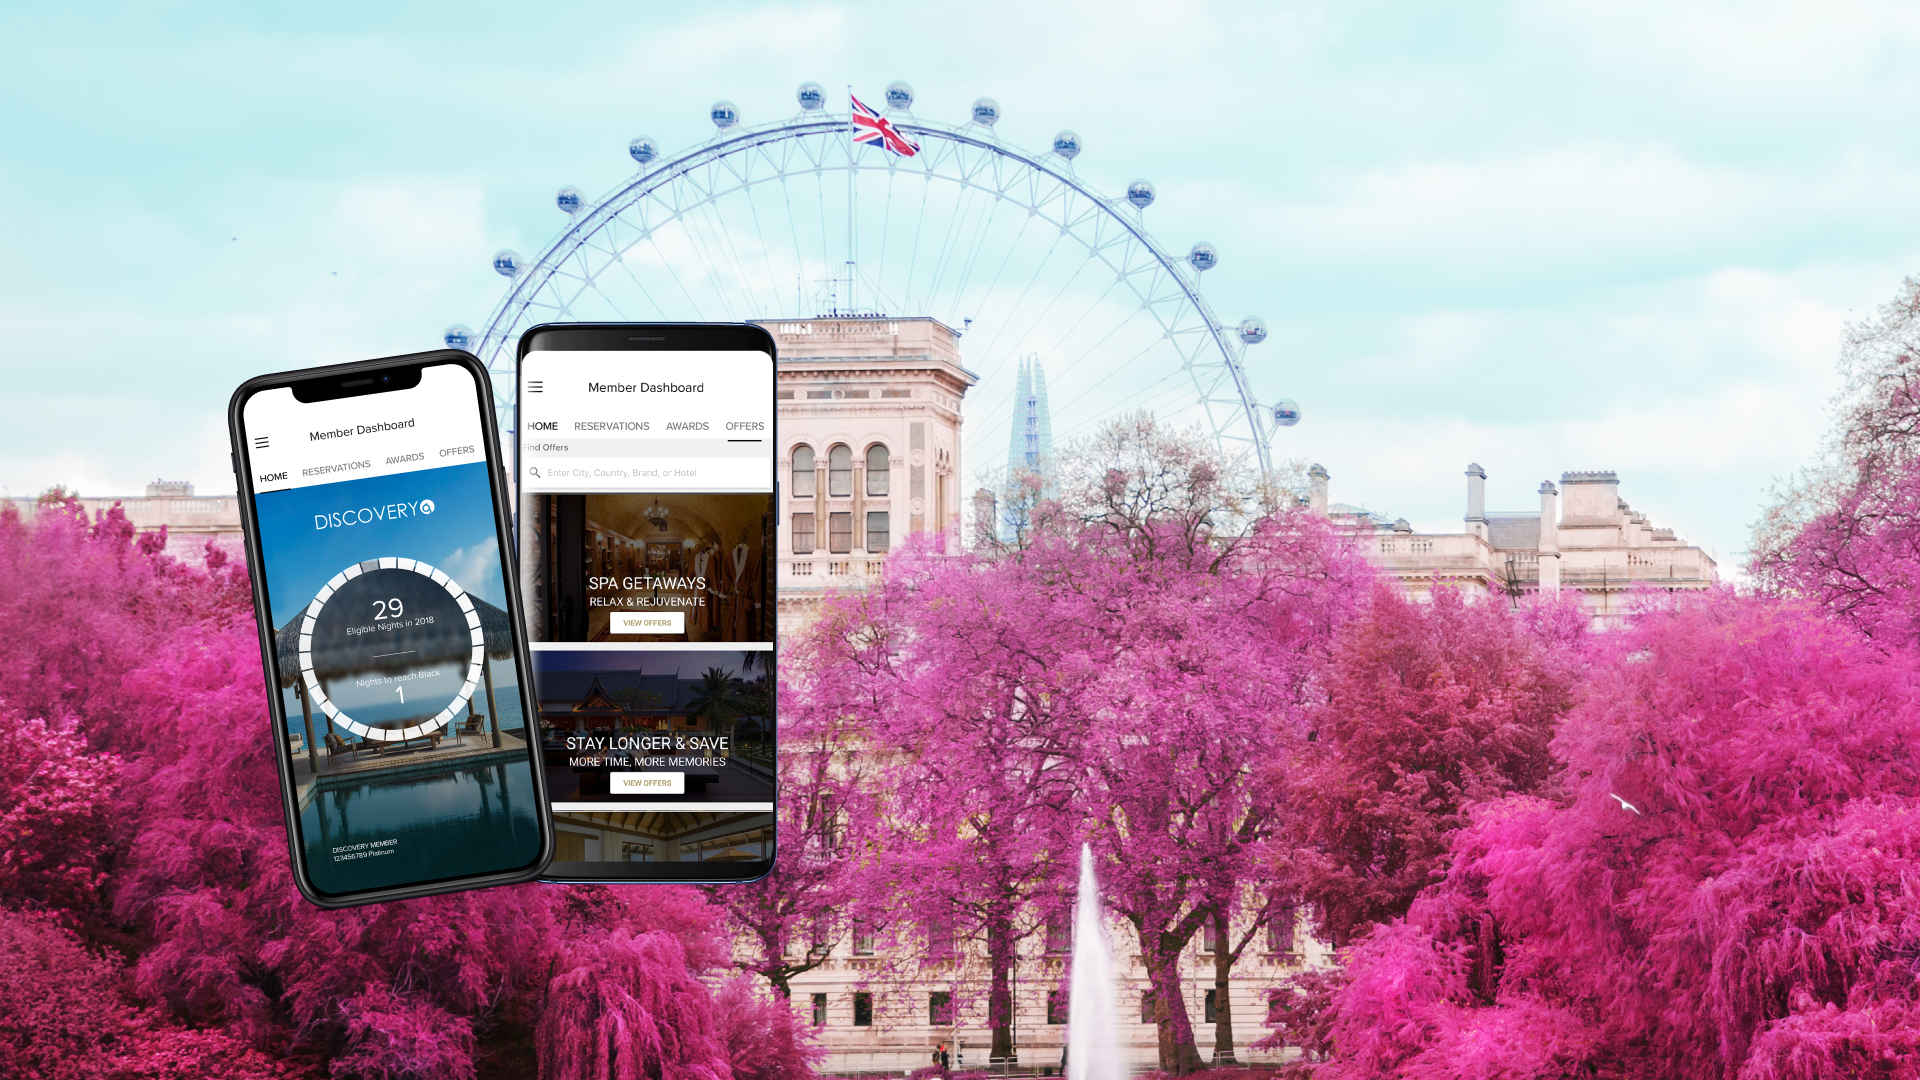 Member Dashboard
HOME RESERVATIONS AWARDS OFFERS
DISCOVERY
29
Eligible Nights in 2018
Nights to reach Black
1
DISCOVERY MEMBER
123456789 Platinum
Member Dashboard
HOME RESERVATIONS AWARDS OFFERS
Find Offers
Enter City, Country, Brand, or Hotel
SPA GETAWAYS
RELAX & REJUVENATE
VIEW OFFERS
STAY LONGER & SAVE
MORE TIME, MORE MEMORIES
VIEW OFFERS